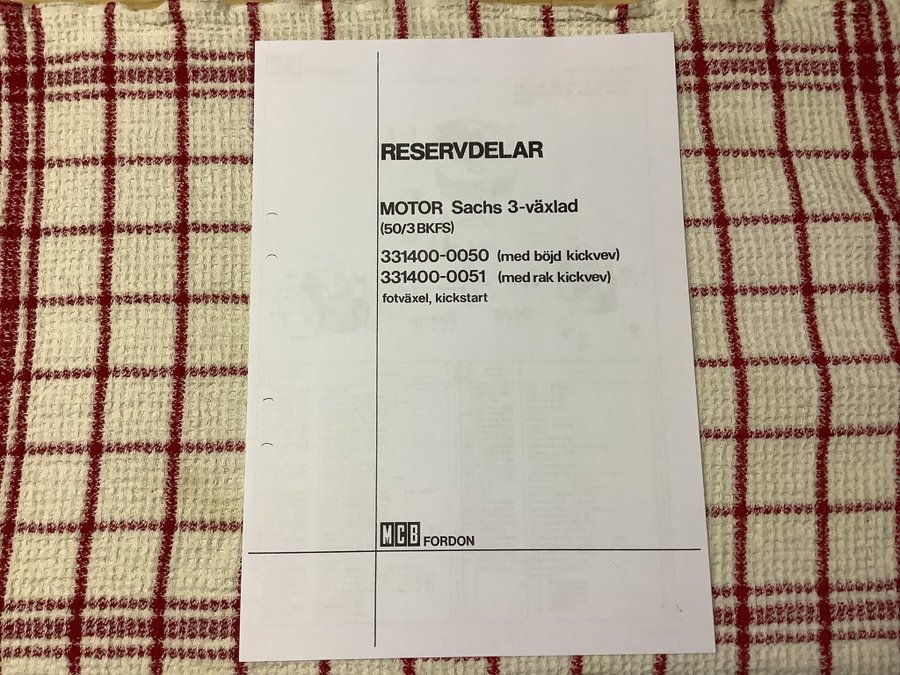 RESERVDELAR
MOTOR Sachs 3-växlad
(50/3 BKFS)
331400-0050 (med böjd kickvev)
331400-0051 (med rak kickvev)
fotväxel, kickstart
MCB FORDON